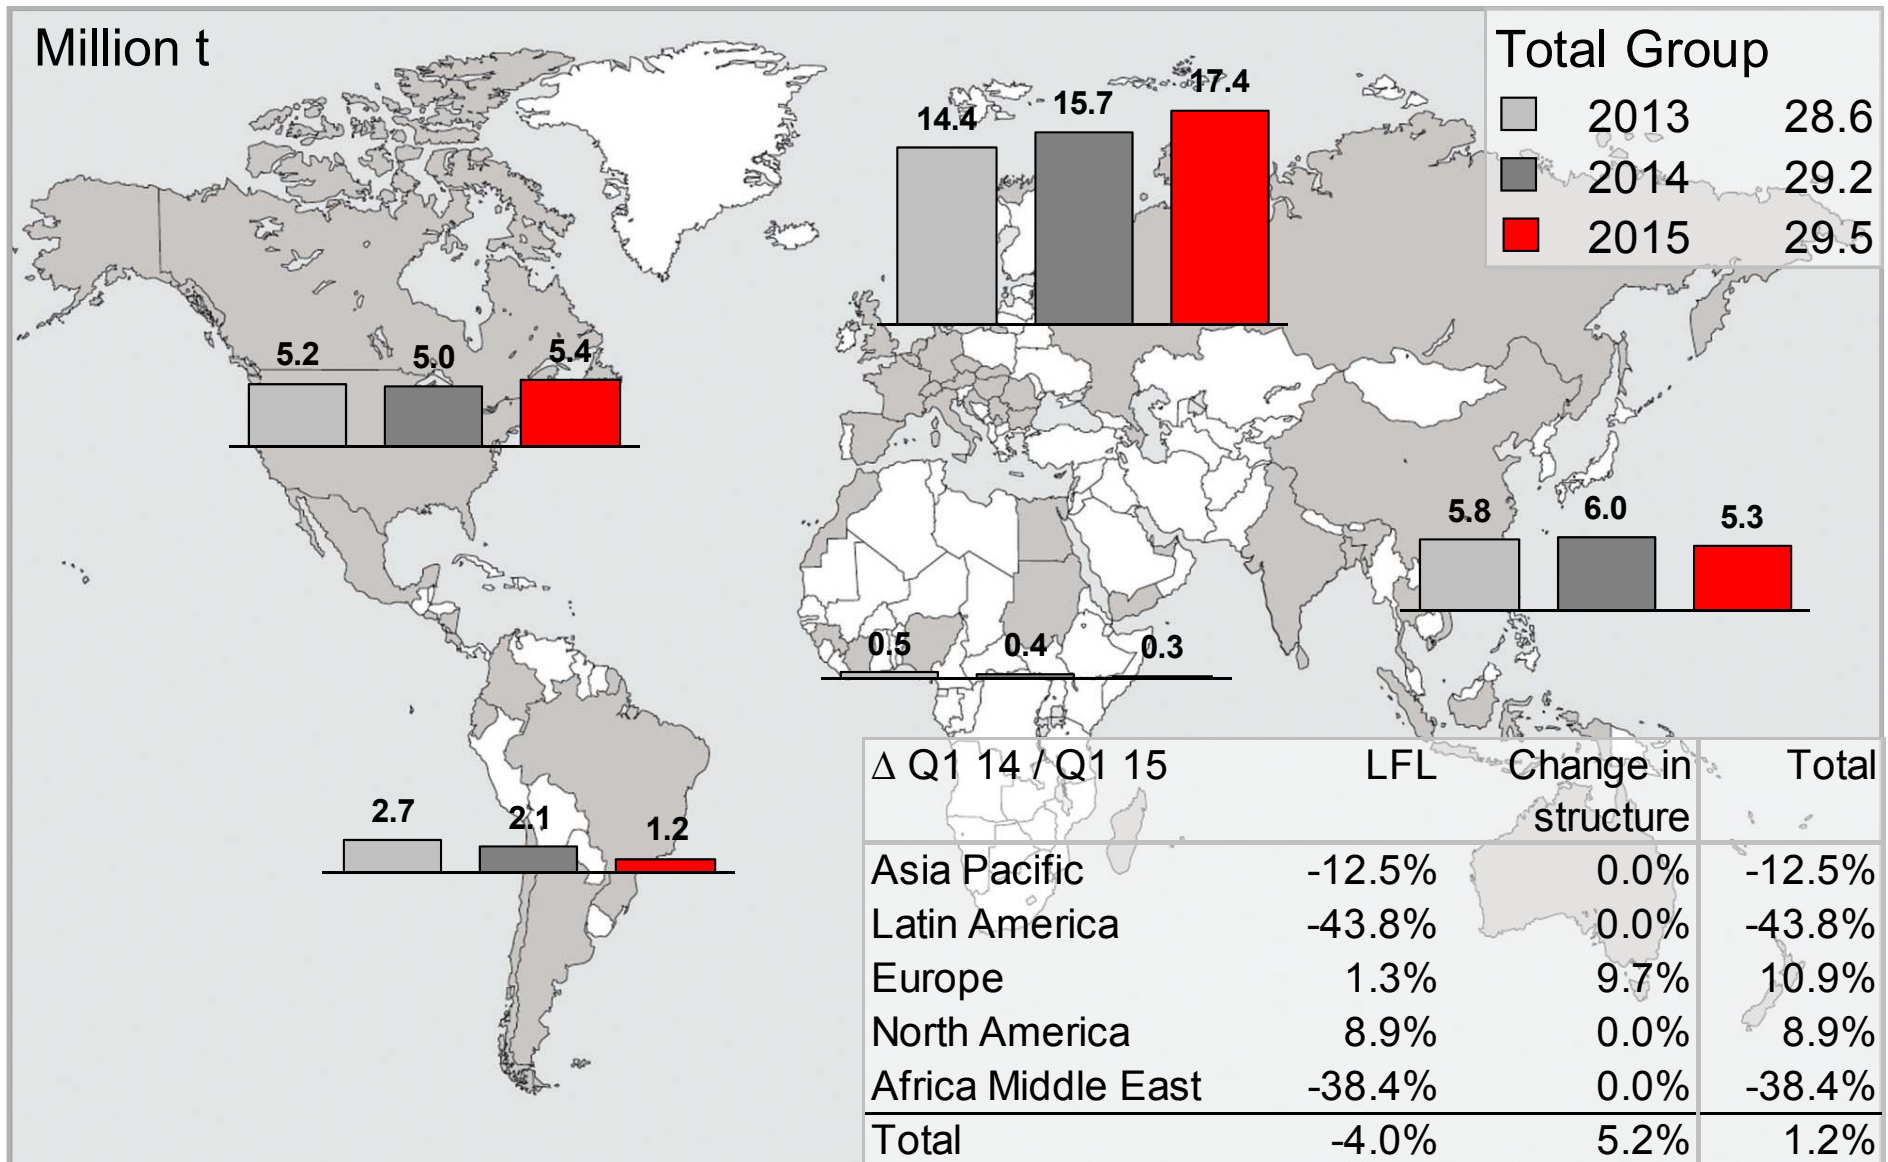 Million t
Total Group
2013 28.6
2014 29.2
2015 29.5
14.4 15.7 17.4
5.2 5.0 5.4
5.8 6.0 5.3
0.5 0.4 0.3
2.7 2.1 1.2
Δ Q1 14 / Q1 15 LFL Change in Total
structure
Asia Pacific -12.5% 0.0% -12.5%
Latin America -43.8% 0.0% -43.8%
Europe 1.3% 9.7% 10.9%
North America 8.9% 0.0% 8.9%
Africa Middle East -38.4% 0.0% -38.4%
Total -4.0% 5.2% 1.2%